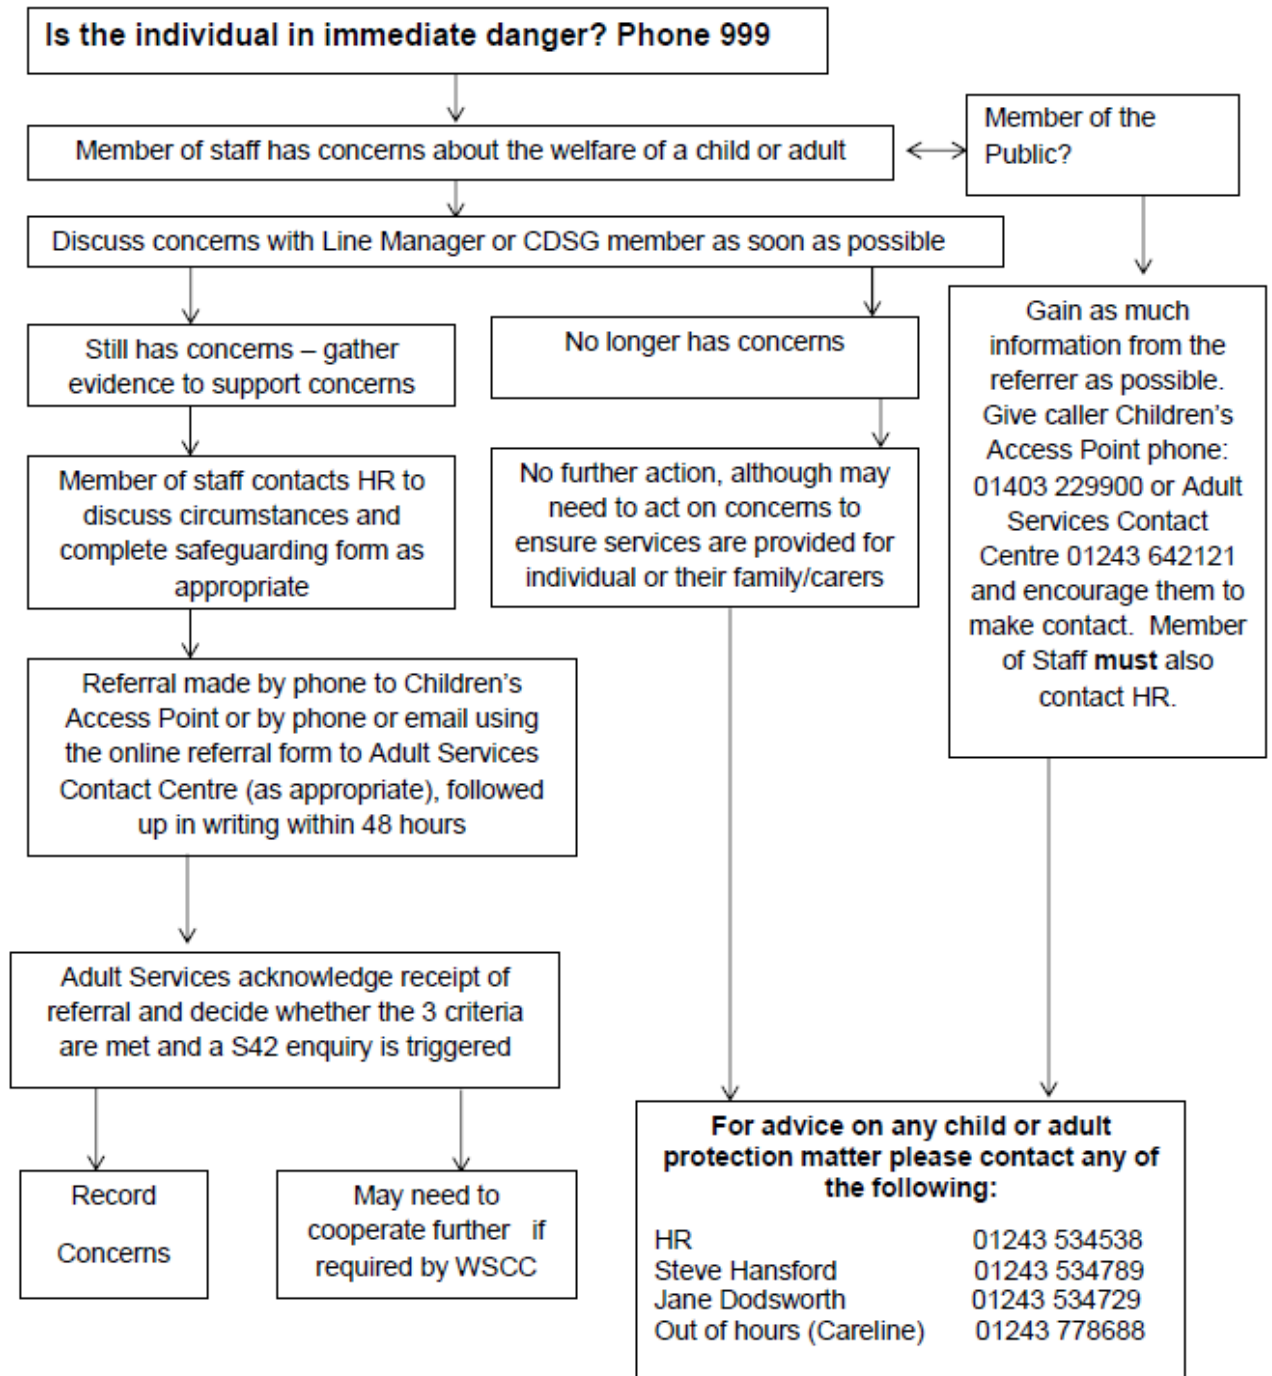 Is the individual in immediate danger? Phone 999
Member of staff has concerns about the welfare of a child or adult
Member of the
Public?
Discuss concerns with Line Manager or CDSG member as soon as possible
Still has concerns – gather
evidence to support concerns
No longer has concerns
Gain as much
information from the
referrer as possible.
Give caller Children's
Access Point phone:
01403 229900 or Adult
Services Contact
Centre 01243 642121
and encourage them to
make contact.  Member
of Staff must also
contact HR.
Member of staff contacts HR to
discuss circumstances and
complete safeguarding form as
appropriate
No further action, although may
need to act on concerns to
ensure services are provided for
individual or their family/carers
Referral made by phone to Children's
Access Point or by phone or email using
the online referral form to Adult Services
Contact Centre (as appropriate), followed
up in writing within 48 hours
Adult Services acknowledge receipt of
referral and decide whether the 3 criteria
are met and a S42 enquiry is triggered
Record
Concerns
May need to
cooperate further  if
required by WSCC
For advice on any child or adult
protection matter please contact any of
the following:
HR 01243 534538
Steve Hansford 01243 534789
Jane Dodsworth 01243 534729
Out of hours (Careline) 01243 778688